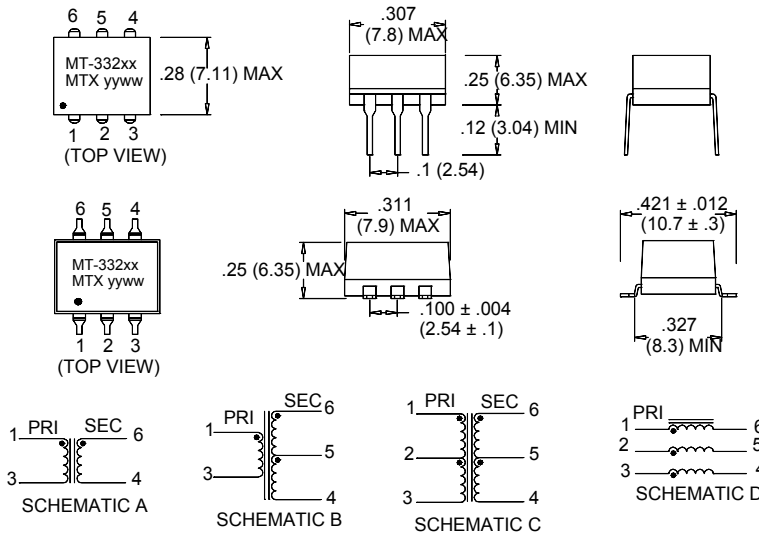 6 5 4
MT-332xx
MTX yyww
1 2 3
(TOP VIEW)
.28 (7.11) MAX
.307
(7.8) MAX
.25 (6.35) MAX
.12 (3.04) MIN
.1 (2.54)
6 5 4
MT-332xx
MTX yyww
1 2 3
(TOP VIEW)
.311
(7.9) MAX
.25 (6.35) MAX
.100 ± .004
(2.54 ± .1)
.421 ± .012
(10.7 ± .3)
.327
(8.3) MIN
PRI SEC
1 6
3 4
SCHEMATIC A
PRI SEC
6
1
5
3
4
SCHEMATIC B
PRI SEC
1 6
2 5
3 4
SCHEMATIC C
PRI
1 6
2 5
3 4
SCHEMATIC D